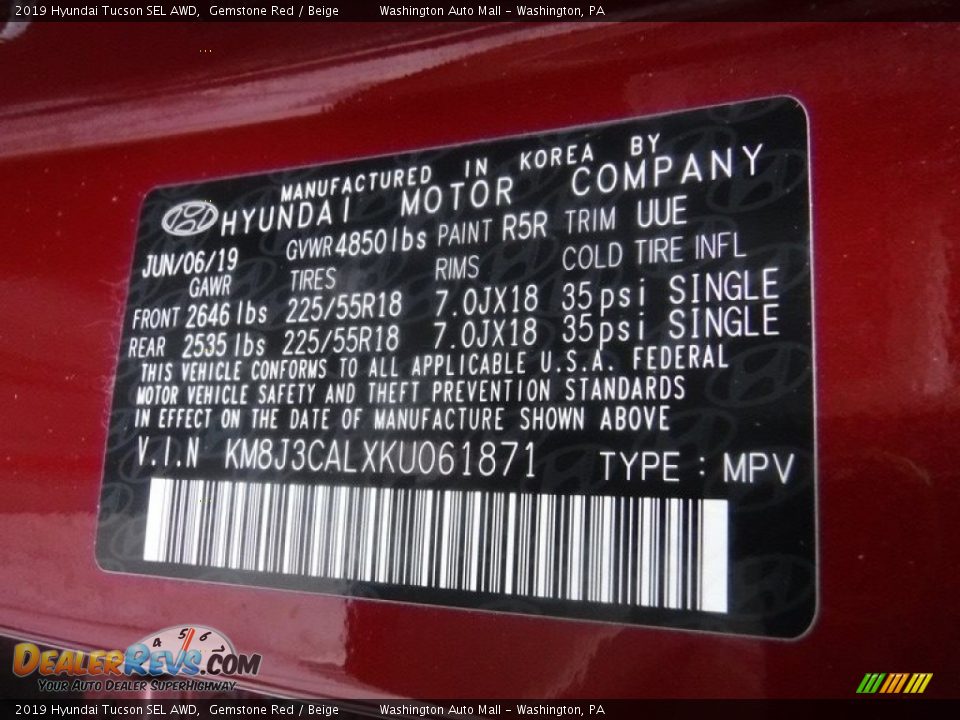 2019 Hyundai Tucson SEL AWD,  Gemstone Red / Beige    Washington Auto Mall - Washington, PA
MANUFACTURED IN KOREA BY
HYUNDAI MOTOR COMPANY
JUN/06/19 GVWR 4850lbs PAINT R5R TRIM UUE
GAWR TIRES RIMS COLD TIRE INFL
FRONT 2646 lbs 225/55R18 7.0JX18 35psi SINGLE
REAR 2535 lbs 225/55R18 7.0JX18 35psi SINGLE
THIS VEHICLE CONFORMS TO ALL APPLICABLE U.S.A. FEDERAL
MOTOR VEHICLE SAFETY AND THEFT PREVENTION STANDARDS
IN EFFECT ON THE DATE OF MANUFACTURE SHOWN ABOVE
V.I.N KM8J3CALXKU061871 TYPE : MPV
4 5 6 7
DEALERREVS.COM
YOUR AUTO DEALER SUPERHIGHWAY
2019 Hyundai Tucson SEL AWD,  Gemstone Red / Beige    Washington Auto Mall - Washington, PA